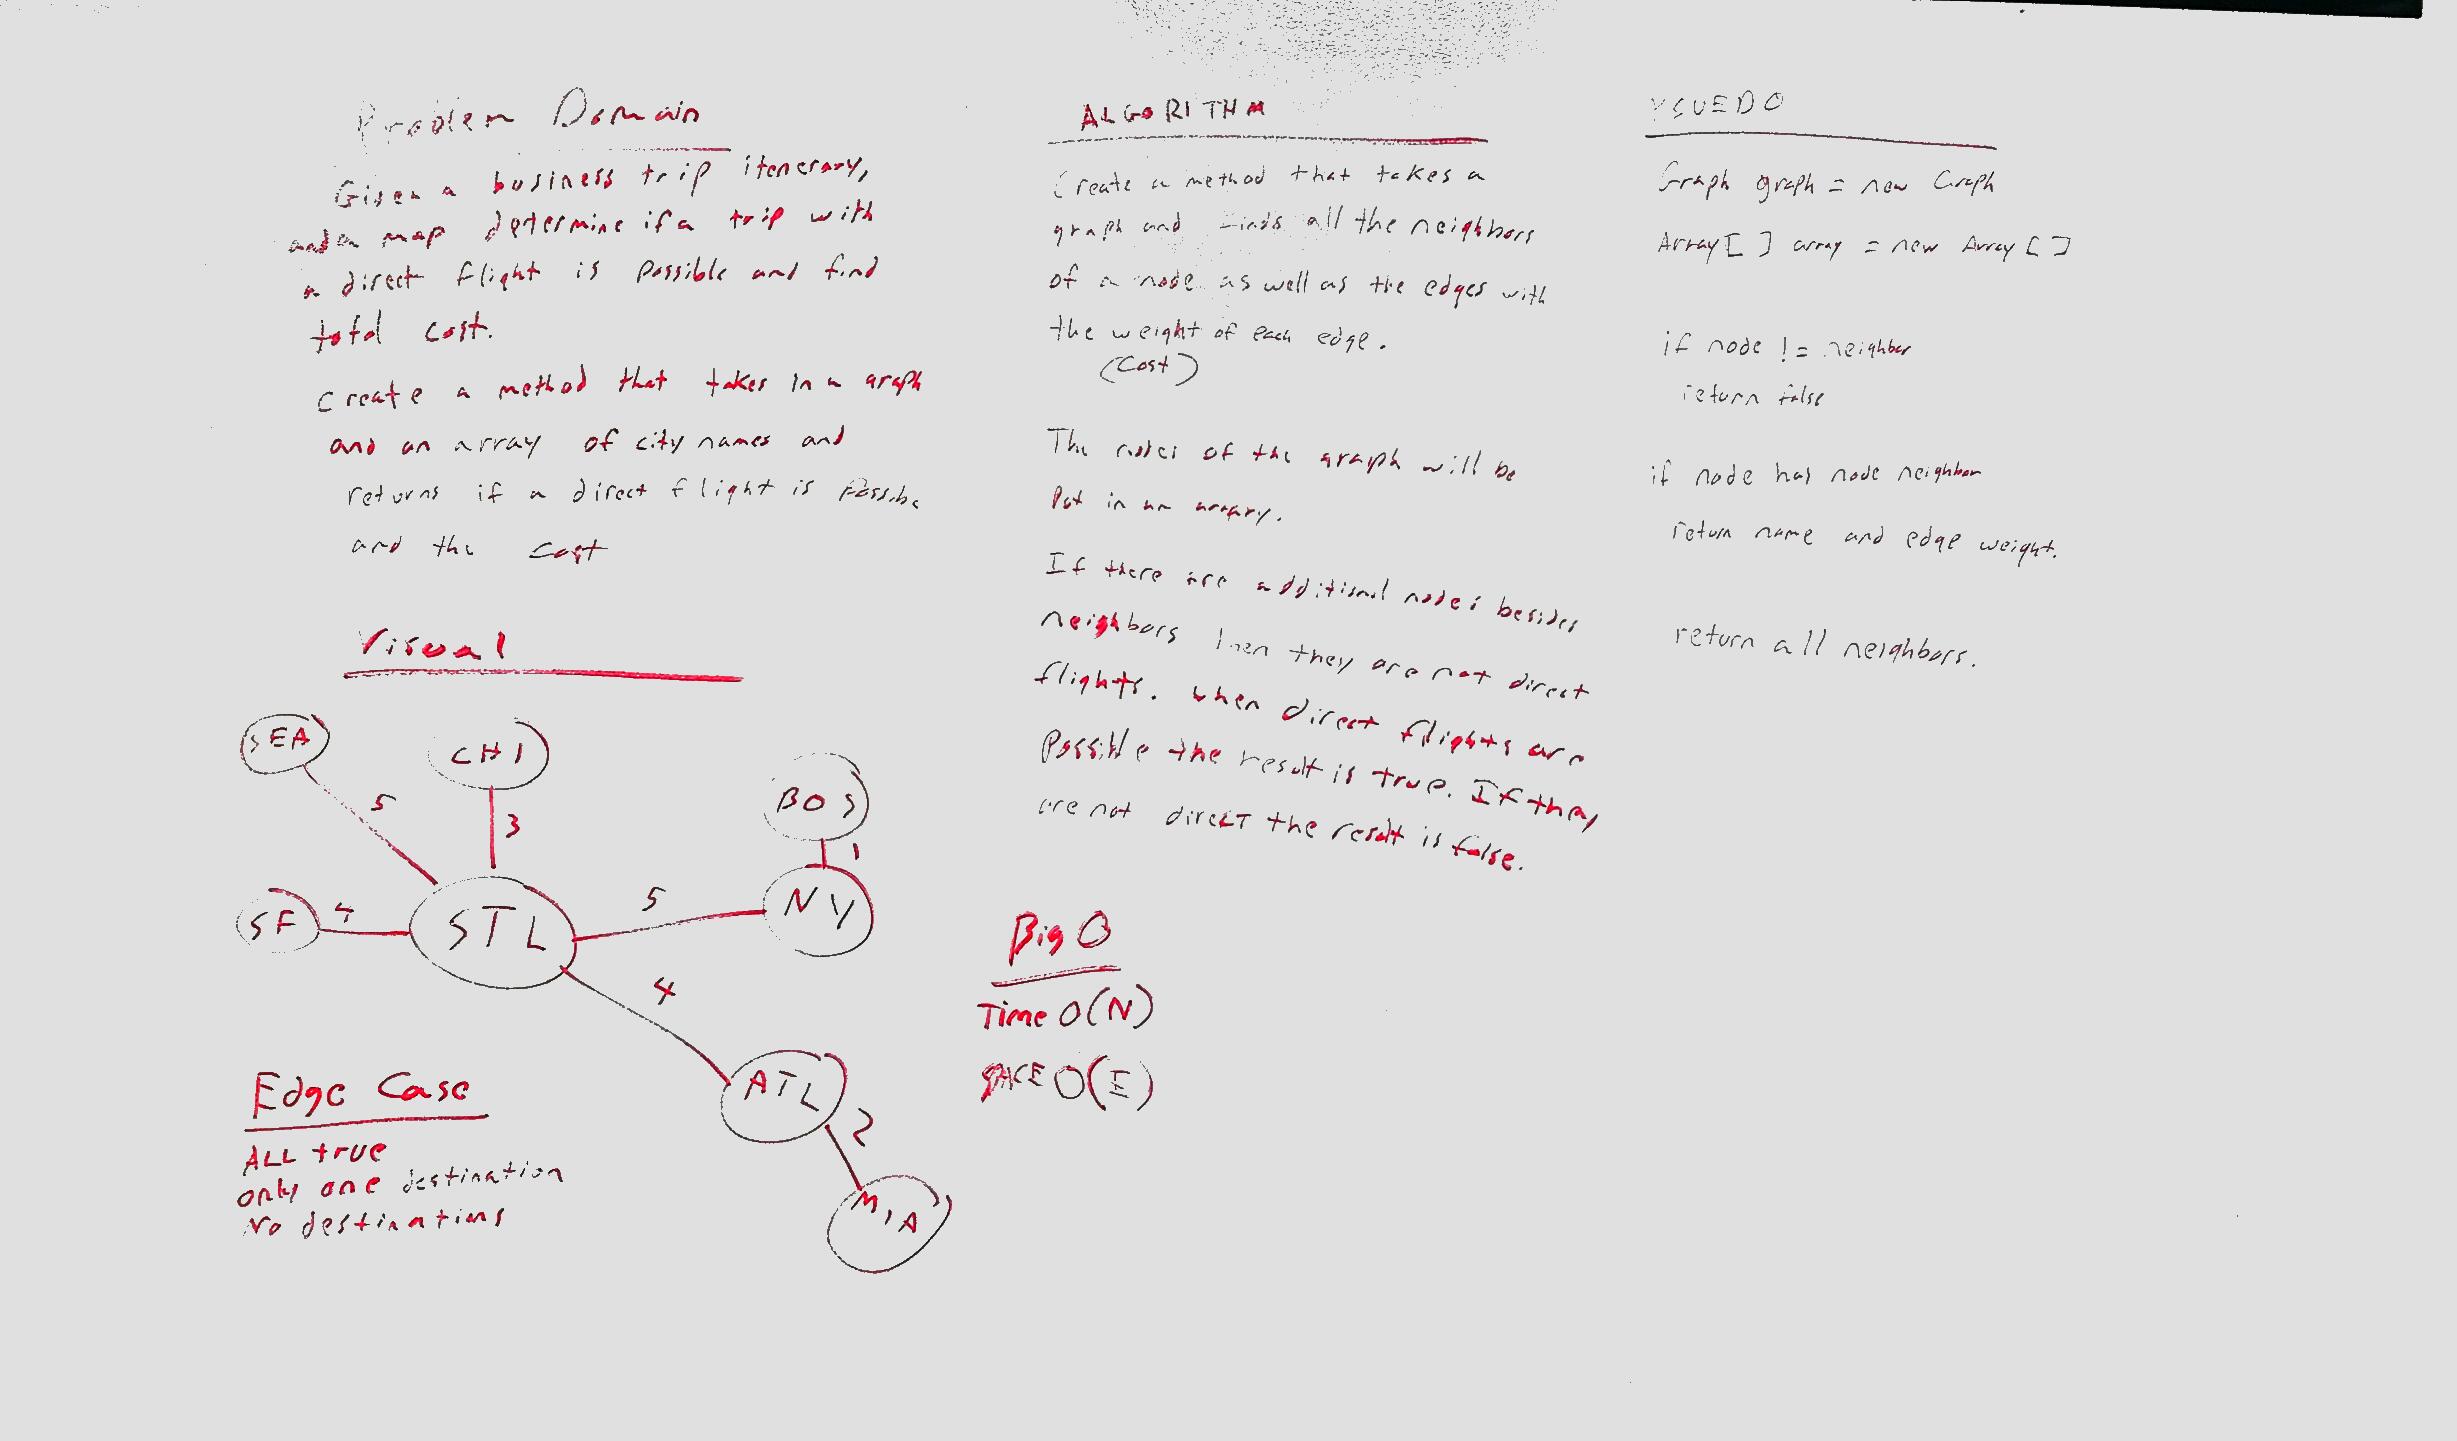 Problem Domain
Given a business trip itenerary,
and a map determine if a trip with
a direct flight is possible and find
total cost.
Create a method that takes in a graph
and an array of city names and
returns if a direct flight is Possibe
and the cost
Visual
SEA
CHI
BOS
5
3
1
SF
4
STL
5
NY
4
ATL
2
MIA
Edge Case
ALL true
only one destination
No destinations
ALGORITHM
Create a method that takes a
graph and finds all the neighbors
of a node as well as the edges with
the weight of each edge.
(Cost)
The nodes of the graph will be
Put in an array.
If there are additional nodes besides
neighbors then they are not direct
flights. when direct flights are
Possible the result is true. If they
are not direct the result is false.
Big O
Time O(N)
SPACE O(E)
PSUEDO
Graph graph = new Graph
Array[ ] array = new Array[ ]
if node != neighbor
return false
if node has node neighbor
return name and edge weight.
return all neighbors.